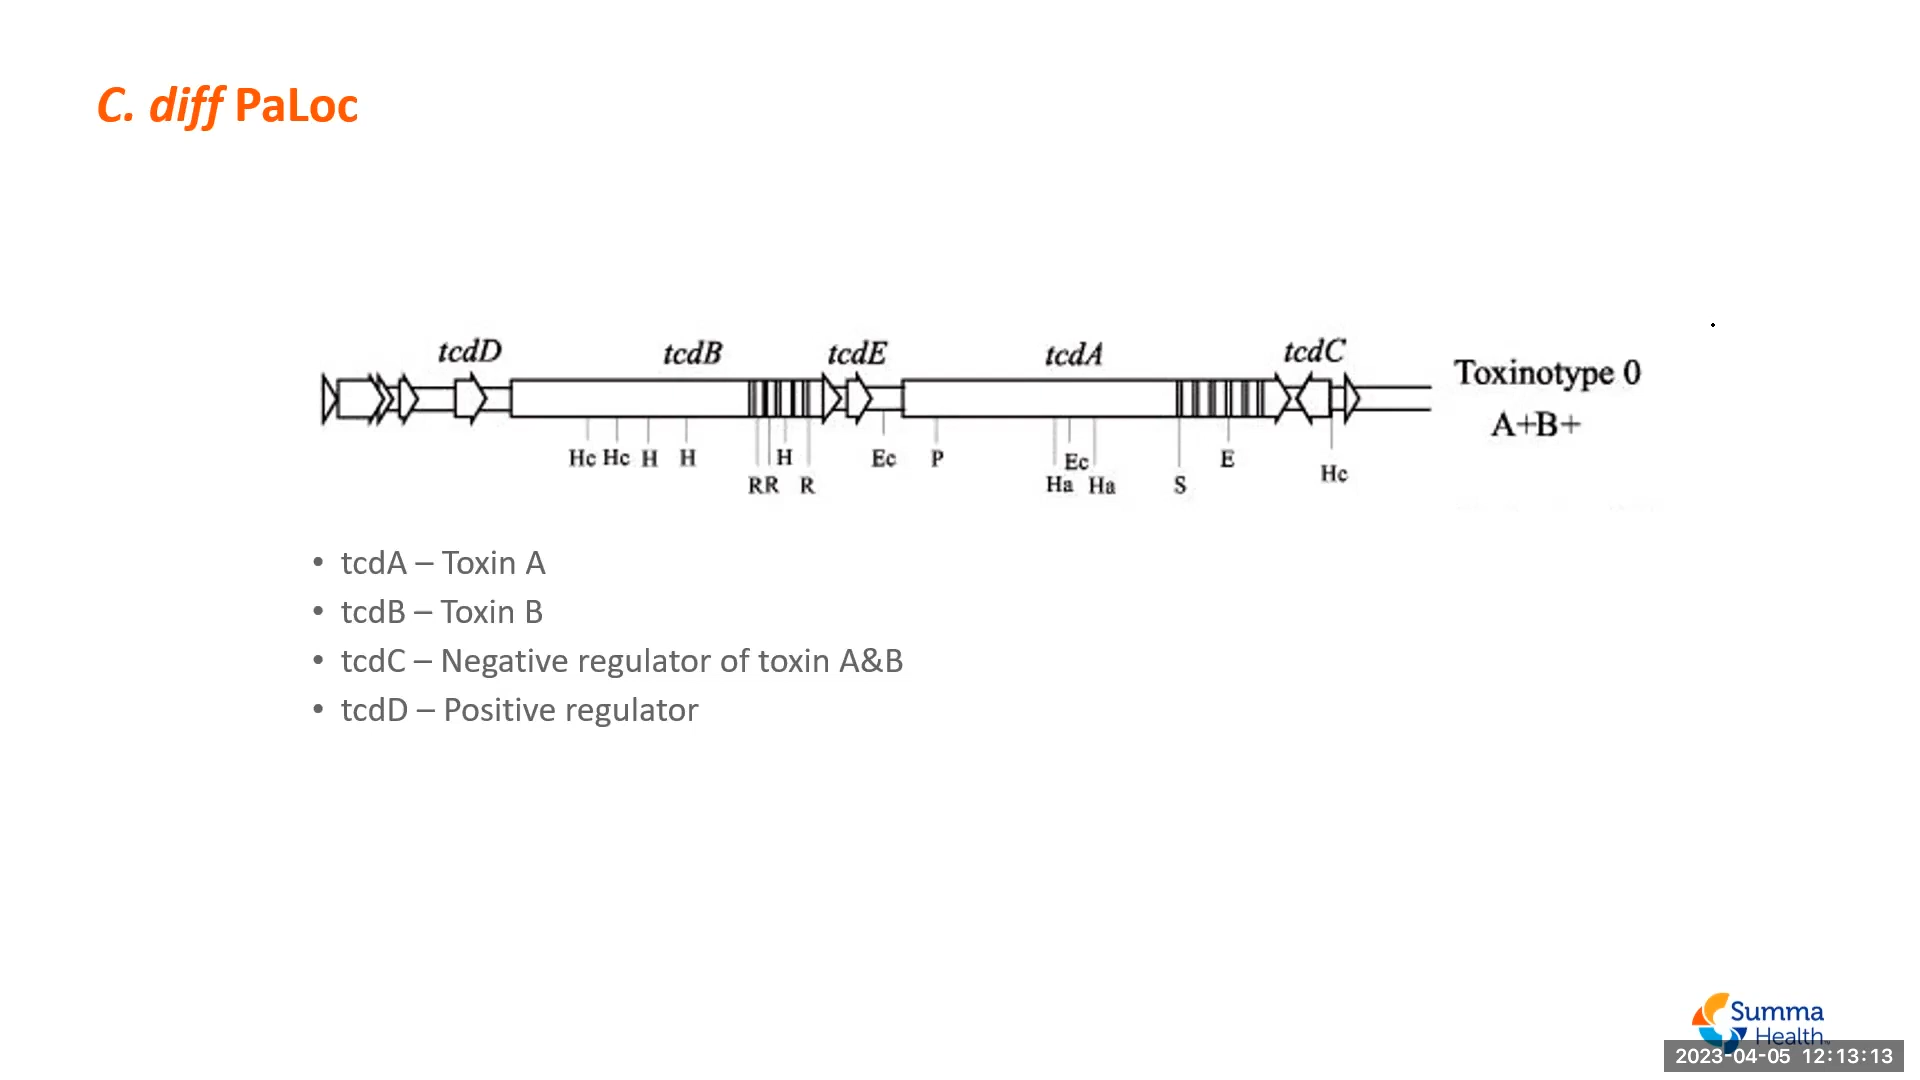 C. diff PaLoc
tcdD tcdB tcdE tcdA tcdC
Toxinotype 0
A+B+
Hc Hc H H H Ec P Ec E Hc
RR R Ha Ha S
• tcdA – Toxin A
• tcdB – Toxin B
• tcdC – Negative regulator of toxin A&B
• tcdD – Positive regulator
Summa
Health
2023-04-05 12:13:13